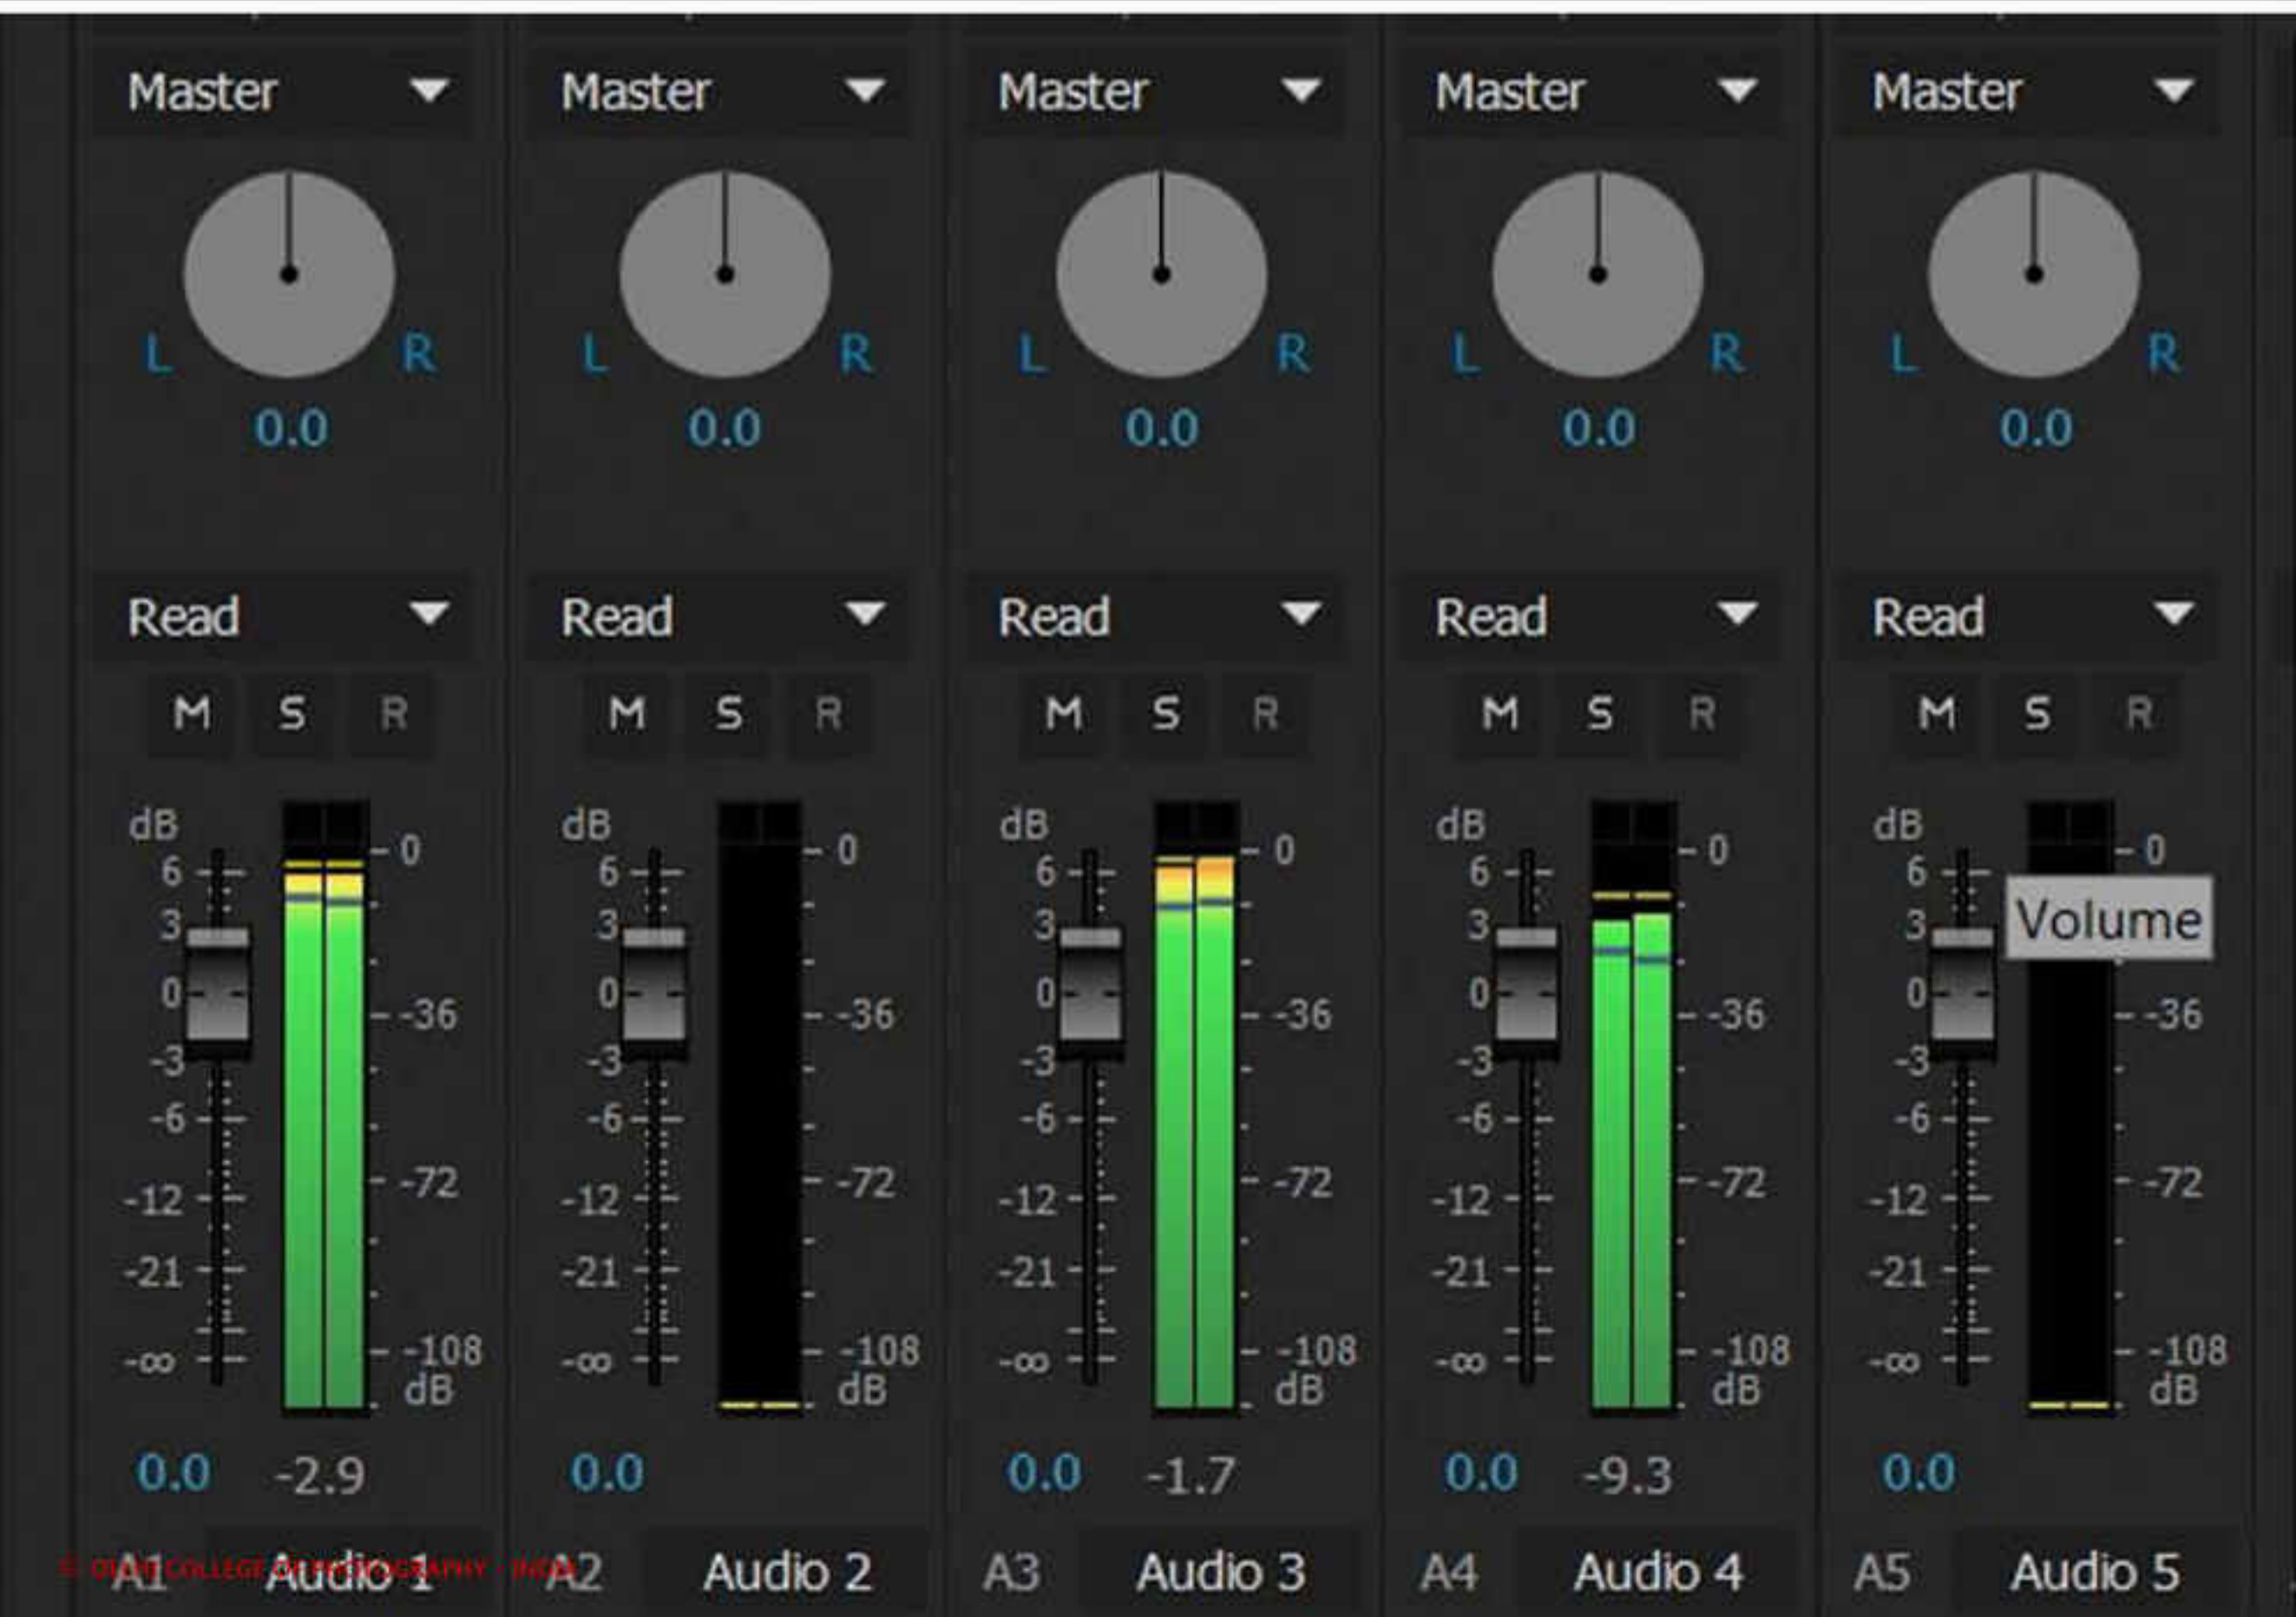 Master Master Master Master Master
L R L R L R L R L R
0.0 0.0 0.0 0.0 0.0
Read Read Read Read Read
M S R M S R M S R M S R M S R
dB 0 dB 0 dB 0 dB 0 dB 0
6 6 6 6 6
3 3 3 3 3 Volume
0 -36 0 -36 0 -36 0 -36 0 -36
-3 -3 -3 -3 -3
-6 -6 -6 -6 -6
-12 -72 -12 -72 -12 -72 -12 -72 -12 -72
-21 -21 -21 -21 -21
-∞ -108 -∞ -108 -∞ -108 -∞ -108 -∞ -108
dB dB dB dB dB
0.0 -2.9 0.0 0.0 -1.7 0.0 -9.3 0.0
A1 Audio 1 A2 Audio 2 A3 Audio 3 A4 Audio 4 A5 Audio 5
© DELHI COLLEGE OF PHOTOGRAPHY - INDIA